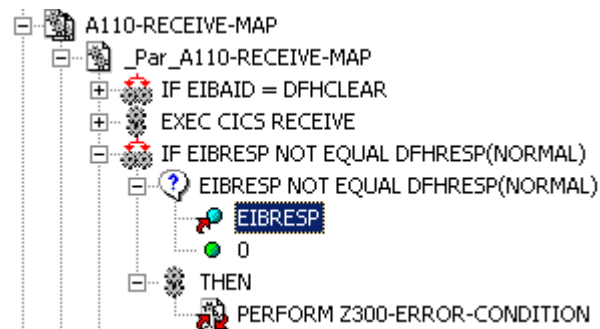 A110-RECEIVE-MAP
_Par_A110-RECEIVE-MAP
IF EIBAID = DFHCLEAR
EXEC CICS RECEIVE
IF EIBRESP NOT EQUAL DFHRESP(NORMAL)
EIBRESP NOT EQUAL DFHRESP(NORMAL)
EIBRESP
0
THEN
PERFORM Z300-ERROR-CONDITION